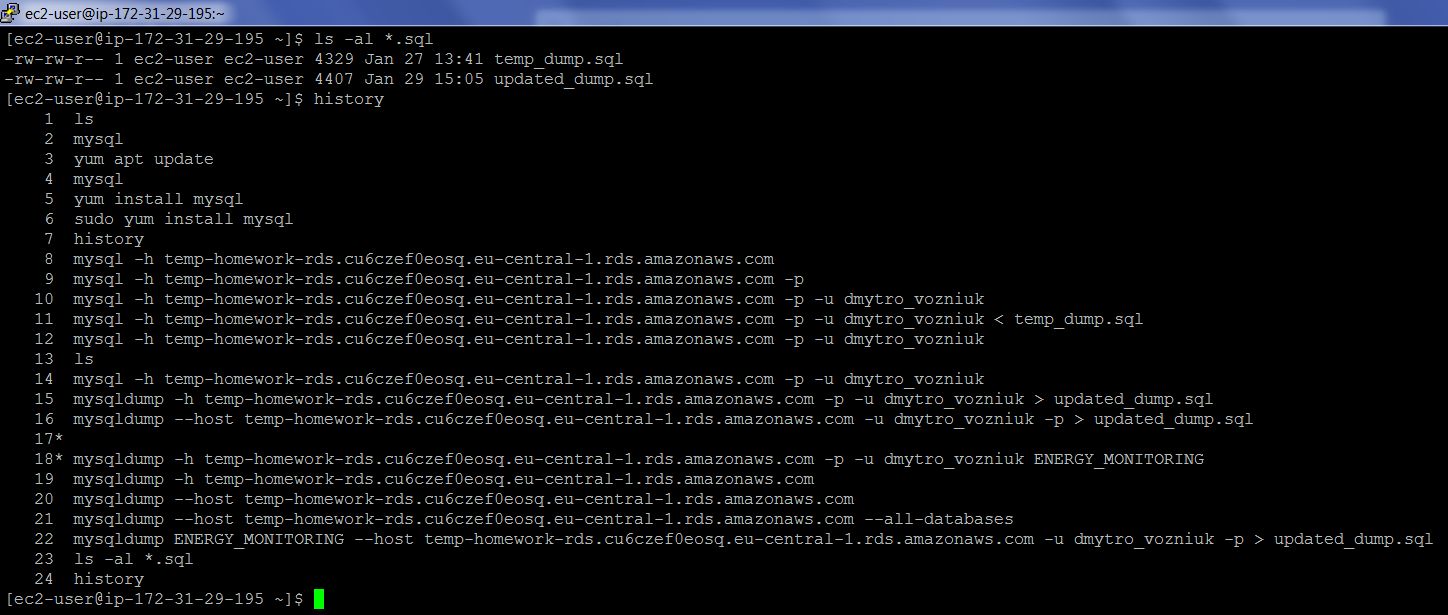 ec2-user@ip-172-31-29-195:~
[ec2-user@ip-172-31-29-195 ~]$ ls -al *.sql
-rw-rw-r-- 1 ec2-user ec2-user 4329 Jan 27 13:41 temp_dump.sql
-rw-rw-r-- 1 ec2-user ec2-user 4407 Jan 29 15:05 updated_dump.sql
[ec2-user@ip-172-31-29-195 ~]$ history
    1  ls
    2  mysql
    3  yum apt update
    4  mysql
    5  yum install mysql
    6  sudo yum install mysql
    7  history
    8  mysql -h temp-homework-rds.cu6czef0eosq.eu-central-1.rds.amazonaws.com
    9  mysql -h temp-homework-rds.cu6czef0eosq.eu-central-1.rds.amazonaws.com -p
   10  mysql -h temp-homework-rds.cu6czef0eosq.eu-central-1.rds.amazonaws.com -p -u dmytro_vozniuk
   11  mysql -h temp-homework-rds.cu6czef0eosq.eu-central-1.rds.amazonaws.com -p -u dmytro_vozniuk < temp_dump.sql
   12  mysql -h temp-homework-rds.cu6czef0eosq.eu-central-1.rds.amazonaws.com -p -u dmytro_vozniuk
   13  ls
   14  mysql -h temp-homework-rds.cu6czef0eosq.eu-central-1.rds.amazonaws.com -p -u dmytro_vozniuk
   15  mysqldump -h temp-homework-rds.cu6czef0eosq.eu-central-1.rds.amazonaws.com -p -u dmytro_vozniuk > updated_dump.sql
   16  mysqldump --host temp-homework-rds.cu6czef0eosq.eu-central-1.rds.amazonaws.com -u dmytro_vozniuk -p > updated_dump.sql
   17*
   18* mysqldump -h temp-homework-rds.cu6czef0eosq.eu-central-1.rds.amazonaws.com -p -u dmytro_vozniuk ENERGY_MONITORING
   19  mysqldump -h temp-homework-rds.cu6czef0eosq.eu-central-1.rds.amazonaws.com
   20  mysqldump --host temp-homework-rds.cu6czef0eosq.eu-central-1.rds.amazonaws.com
   21  mysqldump --host temp-homework-rds.cu6czef0eosq.eu-central-1.rds.amazonaws.com --all-databases
   22  mysqldump ENERGY_MONITORING --host temp-homework-rds.cu6czef0eosq.eu-central-1.rds.amazonaws.com -u dmytro_vozniuk -p > updated_dump.sql
   23  ls -al *.sql
   24  history
[ec2-user@ip-172-31-29-195 ~]$